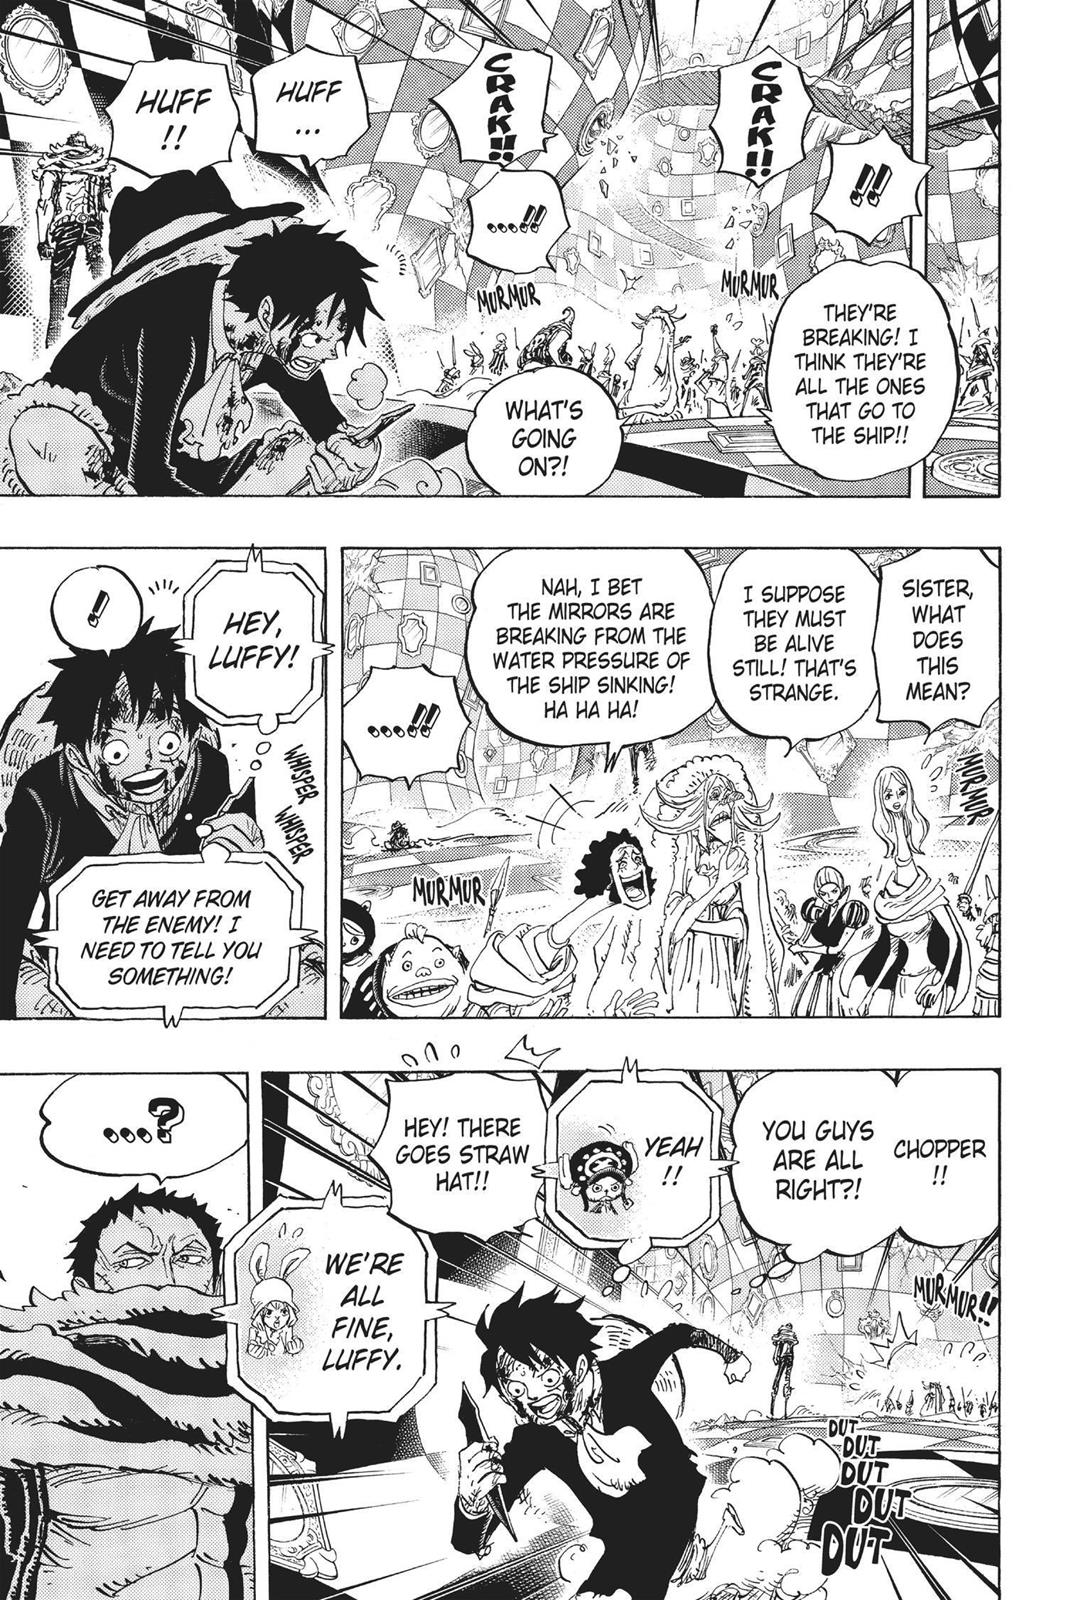 !!
CRAK!!
THEY'RE
BREAKING! I
THINK THEY'RE
ALL THE ONES
THAT GO TO
THE SHIP!!
MURMUR
CRAK!!
....!!
MURMUR
WHAT'S
GOING
ON?!
HUFF
...
HUFF
!!
SISTER,
WHAT
DOES
THIS
MEAN?
I SUPPOSE
THEY MUST
BE ALIVE
STILL! THAT'S
STRANGE.
MURMUR
NAH, I BET
THE MIRRORS ARE
BREAKING FROM THE
WATER PRESSURE OF
THE SHIP SINKING!
HA HA HA!
....!!
MURMUR
HEY,
LUFFY!
!
WHISPER
WHISPER
GET AWAY FROM
THE ENEMY! I
NEED TO TELL YOU
SOMETHING!
CHOPPER
!!
YOU GUYS
ARE ALL
RIGHT?!
YEAH
!!
HEY! THERE
GOES STRAW
HAT!!
WE'RE
ALL
FINE,
LUFFY.
MURMUR!!
DUT
DUT
DUT
DUT
DUT
...?